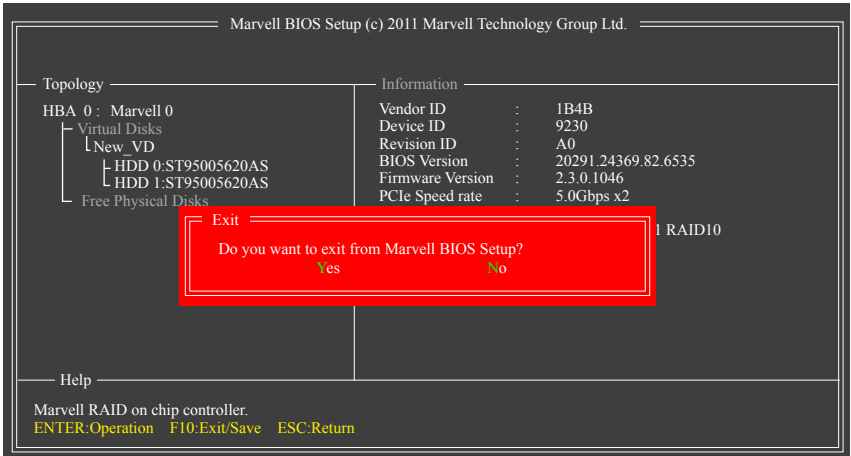 Marvell BIOS Setup (c) 2011 Marvell Technology Group Ltd.
Topology
HBA 0 : Marvell 0
Virtual Disks
New_VD
HDD 0:ST95005620AS
HDD 1:ST95005620AS
Free Physical Disks
Information
Vendor ID : 1B4B
Device ID : 9230
Revision ID : A0
BIOS Version : 20291.24369.82.6535
Firmware Version : 2.3.0.1046
PCIe Speed rate : 5.0Gbps x2
1 RAID10
Exit
Do you want to exit from Marvell BIOS Setup?
Yes No
Help
Marvell RAID on chip controller.
ENTER:Operation F10:Exit/Save ESC:Return